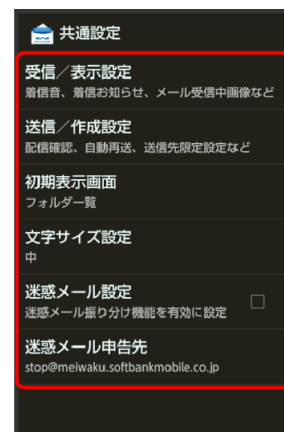 共通設定
受信／表示設定
着信音、着信お知らせ、メール受信中画像など
送信／作成設定
配信確認、自動再送、送信先限定設定など
初期表示画面
フォルダ一覧
文字サイズ設定
中
迷惑メール設定
迷惑メール振り分け機能を有効に設定
迷惑メール申告先
stop@meiwaku.softbankmobile.co.jp